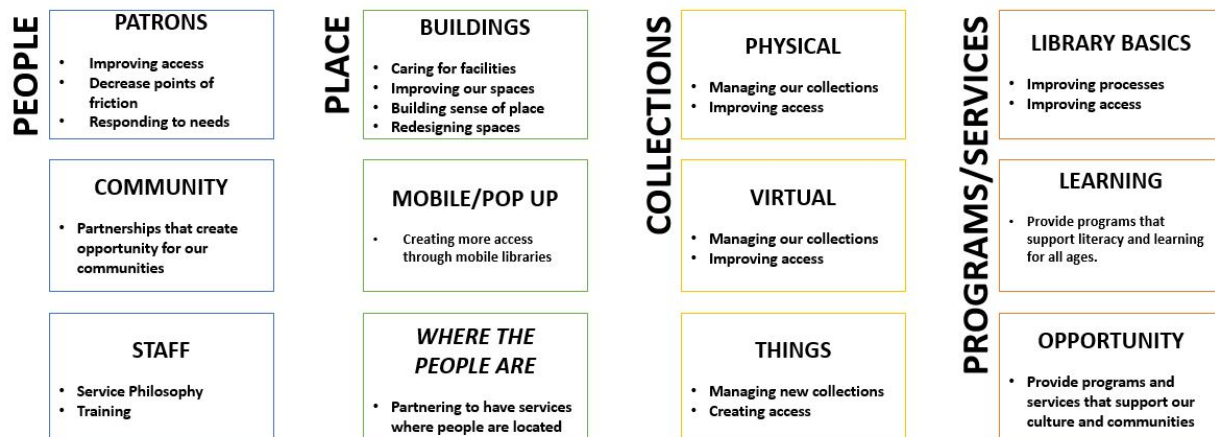 PEOPLE
PATRONS
• Improving access
• Decrease points of
friction
• Responding to needs
COMMUNITY
• Partnerships that create
opportunity for our
communities
STAFF
• Service Philosophy
• Training
PLACE
BUILDINGS
• Caring for facilities
• Improving our spaces
• Building sense of place
• Redesigning spaces
MOBILE/POP UP
• Creating more access
through mobile libraries
WHERE THE
PEOPLE ARE
• Partnering to have services
where people are located
COLLECTIONS
PHYSICAL
• Managing our collections
• Improving access
VIRTUAL
• Managing our collections
• Improving access
THINGS
• Managing new collections
• Creating access
PROGRAMS/SERVICES
LIBRARY BASICS
• Improving processes
• Improving access
LEARNING
• Provide programs that
support literacy and learning
for all ages.
OPPORTUNITY
• Provide programs and
services that support our
culture and communities